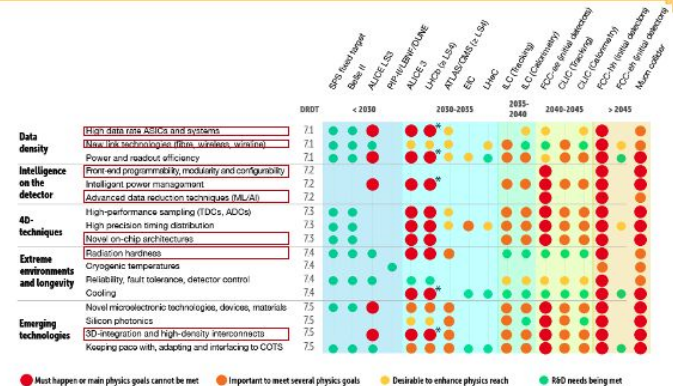 SPS fixed target
Belle II
ALICE LS3
PIP-II/LBNF/DUNE
ALICE 3
LHCb (≥ LS4)
ATLAS/CMS (≥ LS4)
EIC
LHeC
ILC (Tracking)
ILC (Calorimetry)
FCC-ee (initial detectors)
CLIC (Tracking)
CLIC (Calorimetry)
FCC-hh (initial detectors)
FCC-eh (initial detectors)
Muon collider
DRDT < 2030 2030-2035 2035-2040 2040-2045 > 2045
Data density
High data rate ASICs and systems 7.1 *
New link technologies (fibre, wireless, wireline) 7.1
Power and readout efficiency 7.1 *
Intelligence on the detector
Front-end programmability, modularity and configurability 7.2
Intelligent power management 7.2 *
Advanced data reduction techniques (ML/AI) 7.2
4D-techniques
High-performance sampling (TDCs, ADCs) 7.3
High precision timing distribution 7.3
Novel on-chip architectures 7.3
Extreme environments and longevity
Radiation hardness 7.4
Cryogenic temperatures 7.4
Reliability, fault tolerance, detector control 7.4
Cooling 7.4 *
Emerging technologies
Novel microelectronic technologies, devices, materials 7.5
Silicon photonics 7.5
3D-integration and high-density interconnects 7.5 *
Keeping pace with, adapting and interfacing to COTS 7.5
Must happen or main physics goals cannot be met
Important to meet several physics goals
Desirable to enhance physics reach
R&D needs being met